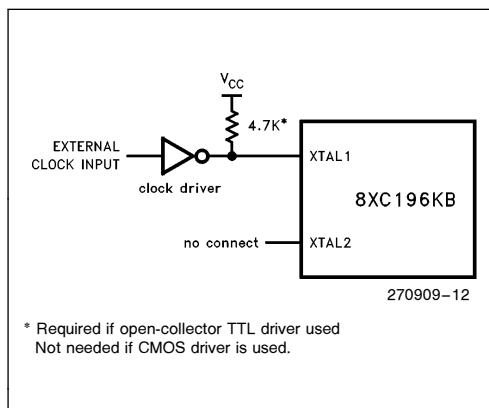 VCC
4.7K*
EXTERNAL
CLOCK INPUT
clock driver
XTAL1
8XC196KB
no connect
XTAL2
270909–12
* Required if open-collector TTL driver used
Not needed if CMOS driver is used.